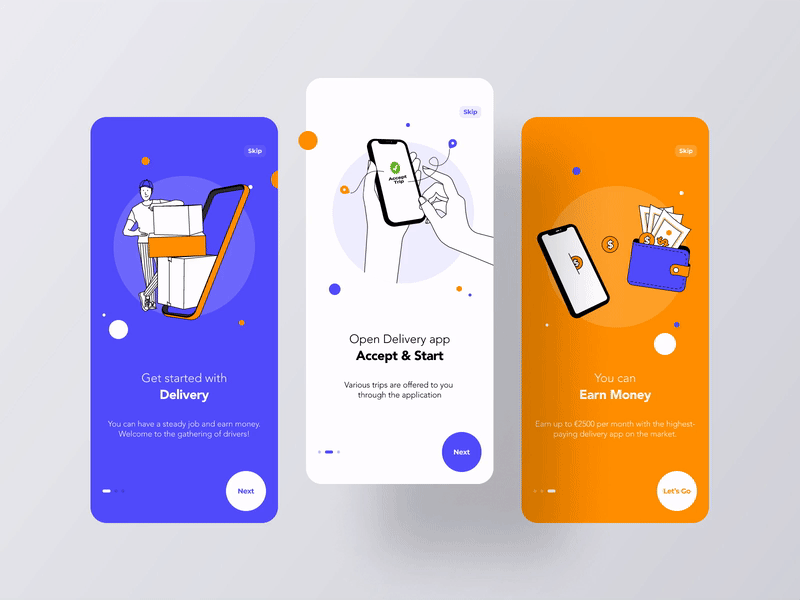 Skip
Get started with
Delivery
You can have a steady job and earn money.
Welcome to the gathering of drivers!
Next
Skip
Accept
Trip
Open Delivery app
Accept & Start
Various trips are offered to you
through the application
Next
Skip
$
$
You can
Earn Money
Earn up to €2500 per month with the highest-
paying delivery app on the market.
Let's Go